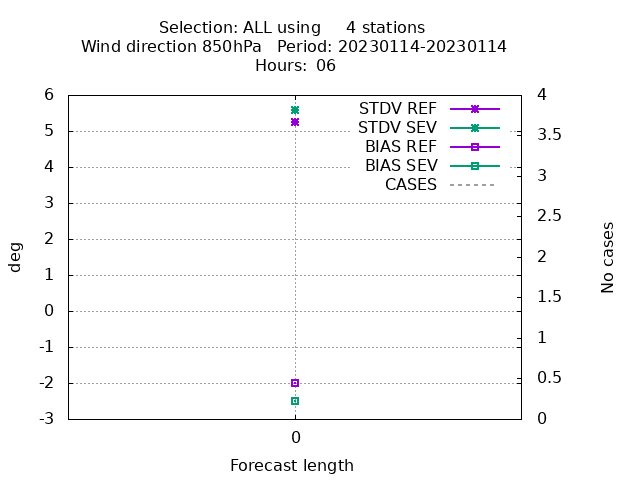 Selection: ALL using     4 stations
Wind direction 850hPa   Period: 20230114-20230114
Hours:  06
STDV REF
STDV SEV
BIAS REF
BIAS SEV
CASES
6
5
4
3
2
1
0
-1
-2
-3
deg
4
3.5
3
2.5
2
1.5
1
0.5
0
No cases
0
Forecast length